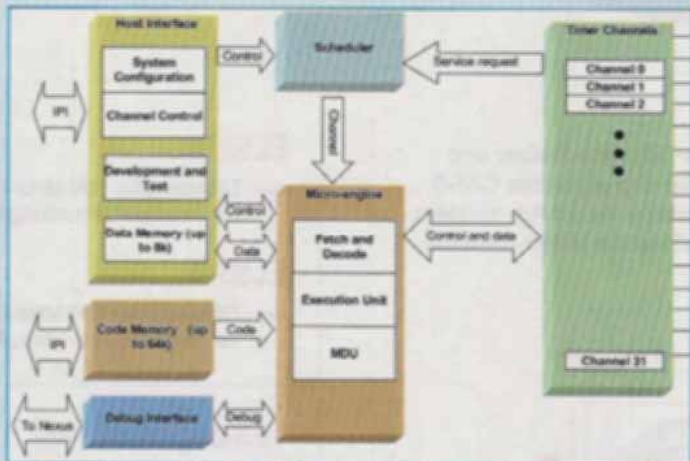 Host Interface
System
Configuration
Channel Control
Development and
Test
Data Memory (up
to 8k)
IPI
Control
Scheduler
Service request
Channel
Timer Channels
Channel 0
Channel 1
Channel 2
Channel 31
Control
Data
Micro-engine
Fetch and
Decode
Execution Unit
MDU
Control and data
IPI
Code Memory (up
to 64k)
Code
To Nexus
Debug Interface
Debug